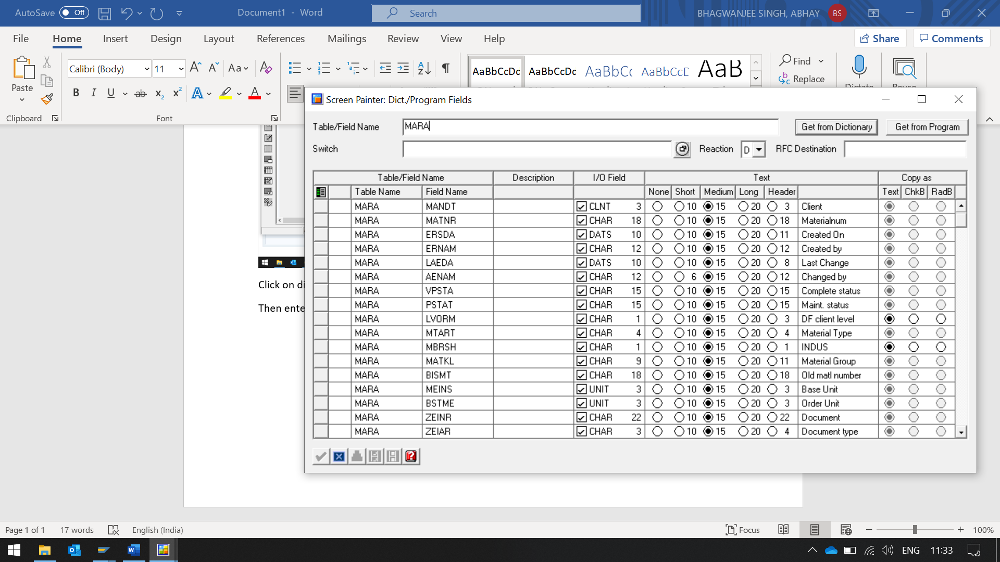 AutoSave Off Document1 - Word Search BHAGWANJEE SINGH, ABHAY BS
File Home Insert Design Layout References Mailings Review View Help Share Comments
Paste Calibri (Body) 11 Aa AaBbCcDc AaBbCcDc AaBbC AaBbCcD AaB Find
Replace
B I U ab x2 x2 A A
Clipboard Font
Screen Painter: Dict./Program Fields
Table/Field Name MARA Get from Dictionary Get from Program
Switch Reaction D RFC Destination
Table/Field Name Description I/O Field Text Copy as
Table Name Field Name None Short Medium Long Header Text ChkB RadB
MARA MANDT CLNT 3 10 15 20 3 Client
MARA MATNR CHAR 18 10 15 20 18 Materialnum
MARA ERSDA DATS 10 10 15 20 11 Created On
MARA ERNAM CHAR 12 10 15 20 12 Created by
MARA LAEDA DATS 10 10 15 20 8 Last Change
MARA AENAM CHAR 12 6 15 20 12 Changed by
MARA VPSTA CHAR 15 10 15 20 15 Complete status
MARA PSTAT CHAR 15 10 15 20 15 Maint. status
MARA LVORM CHAR 1 10 15 20 3 DF client level
MARA MTART CHAR 4 10 15 20 4 Material Type
MARA MBRSH CHAR 1 10 15 20 1 INDUS
MARA MATKL CHAR 9 10 15 20 11 Material Group
MARA BISMT CHAR 18 10 15 20 18 Old matl number
MARA MEINS UNIT 3 10 15 20 3 Base Unit
MARA BSTME UNIT 3 10 15 20 3 Order Unit
MARA ZEINR CHAR 22 10 15 20 22 Document
MARA ZEIAR CHAR 3 10 15 20 4 Document type
Click on di
Then ente
Page 1 of 1 17 words English (India) Focus 100%
ENG 11:33